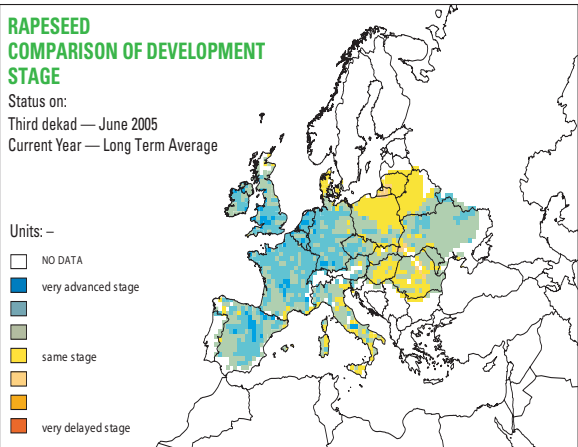 RAPESEED
COMPARISON OF DEVELOPMENT
STAGE
Status on:
Third dekad — June 2005
Current Year — Long Term Average
Units: –
NO DATA
very advanced stage
same stage
very delayed stage